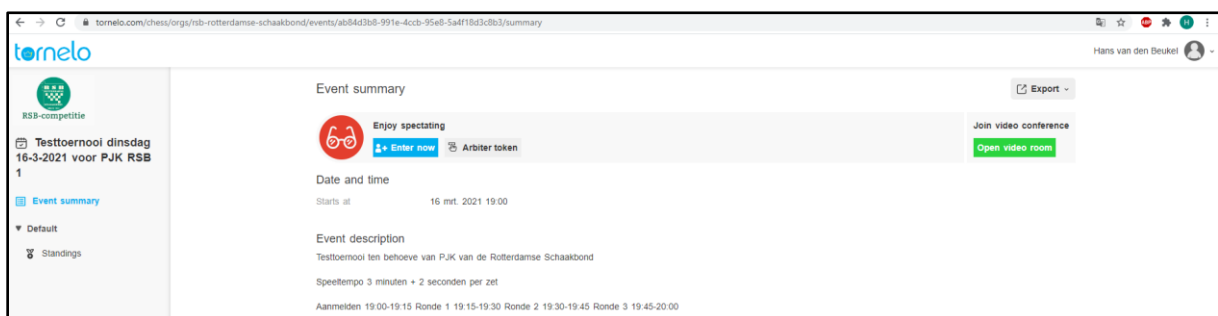 tornelo.com/chess/orgs/rsb-rotterdamse-schaakbond/events/ab84d3b8-991e-4ccb-95e8-5a4f18d3c8b3/summary
ABP
H
tornelo
Hans van den Beukel
RSB-competitie
Testtoernooi dinsdag
16-3-2021 voor PJK RSB
1
Event summary
Default
Standings
Event summary
Export
Enjoy spectating
Enter now
Arbiter token
Join video conference
Open video room
Date and time
Starts at 16 mrt. 2021 19:00
Event description
Testtoernooi ten behoeve van PJK van de Rotterdamse Schaakbond
Speeltempo 3 minuten + 2 seconden per zet
Aanmelden 19:00-19:15 Ronde 1 19:15-19:30 Ronde 2 19:30-19:45 Ronde 3 19:45-20:00